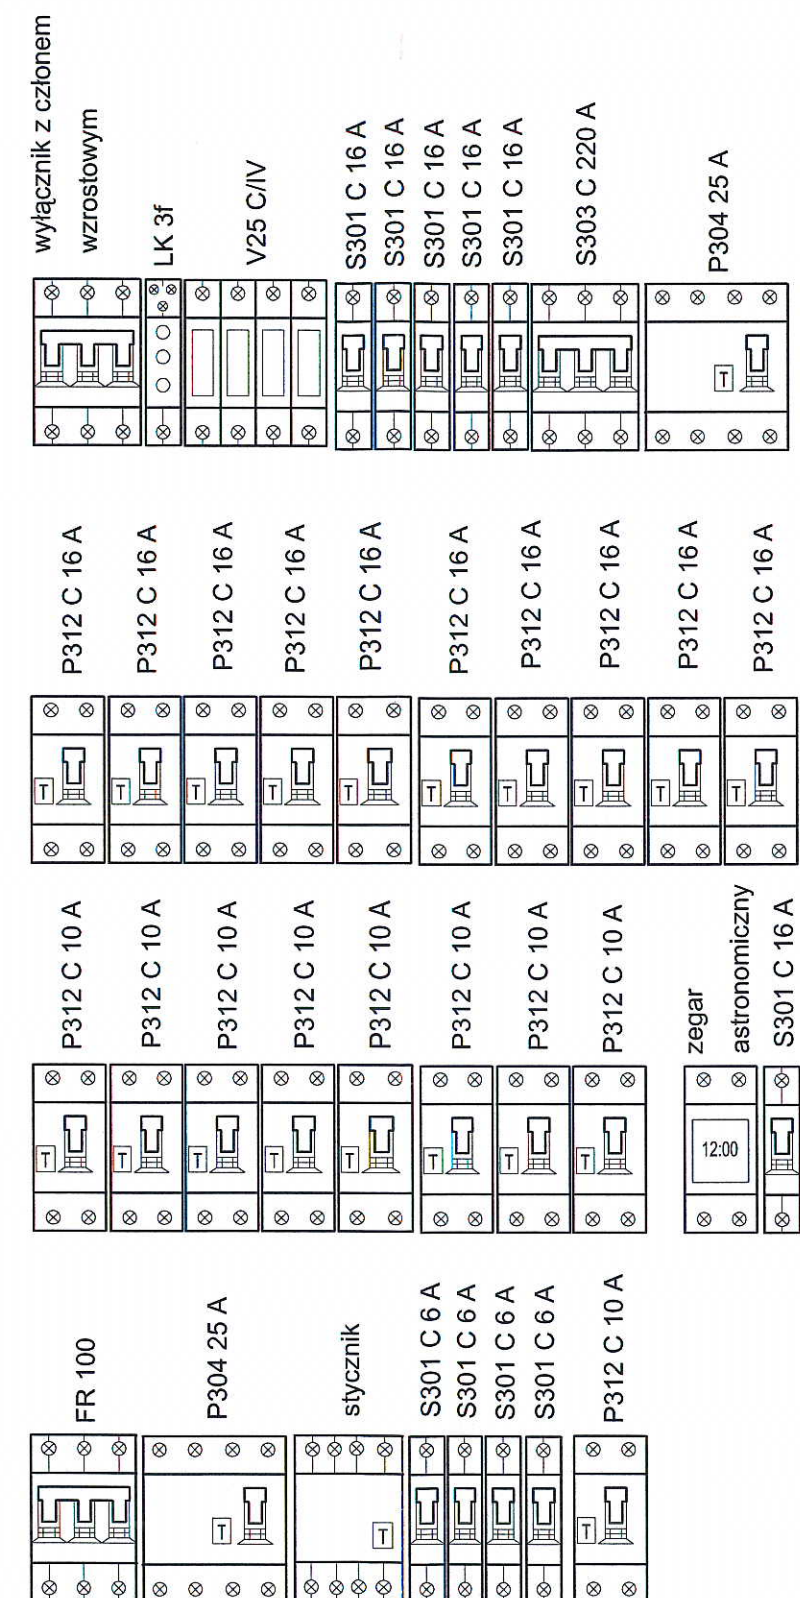 wyłącznik z członem
wzrostowym
LK 3f
V25 C/IV
S301 C 16 A
S301 C 16 A
S301 C 16 A
S301 C 16 A
S301 C 16 A
S303 C 220 A
P304 25 A
T
P312 C 16 A
P312 C 16 A
P312 C 16 A
P312 C 16 A
P312 C 16 A
P312 C 16 A
P312 C 16 A
P312 C 16 A
P312 C 16 A
P312 C 16 A
T
T
T
T
T
T
T
T
T
T
P312 C 10 A
P312 C 10 A
P312 C 10 A
P312 C 10 A
P312 C 10 A
P312 C 10 A
P312 C 10 A
P312 C 10 A
zegar
astronomiczny
S301 C 16 A
T
T
T
T
T
T
T
T
12:00
FR 100
P304 25 A
stycznik
S301 C 6 A
S301 C 6 A
S301 C 6 A
S301 C 6 A
P312 C 10 A
T
T
T